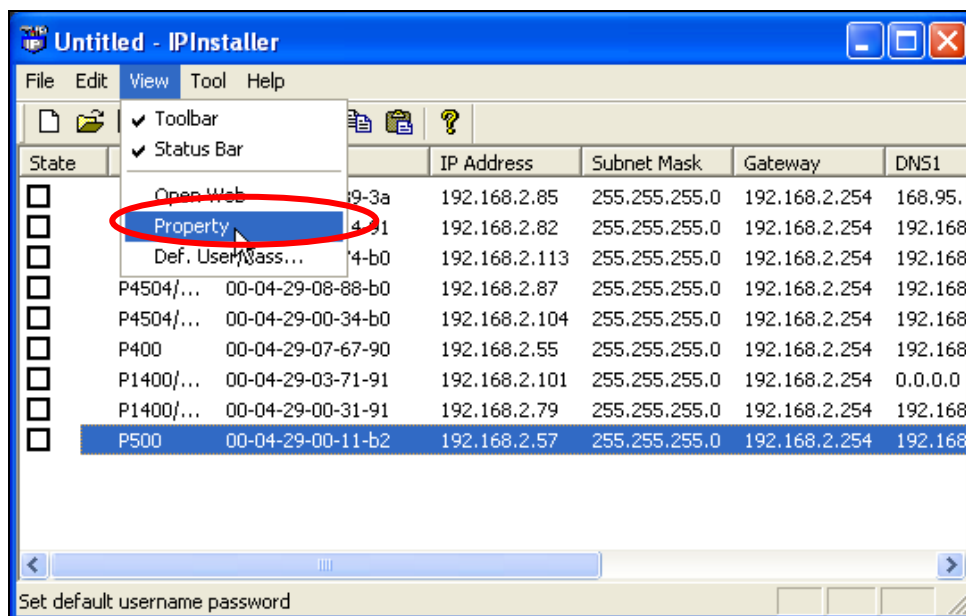 Untitled - IPInstaller
File Edit View Tool Help
Toolbar
Status Bar
State IP Address Subnet Mask Gateway DNS1
Open Web 39-3a 192.168.2.85 255.255.255.0 192.168.2.254 168.95.
Property 4-91 192.168.2.82 255.255.255.0 192.168.2.254 192.168
Def. User/Pass... 74-b0 192.168.2.113 255.255.255.0 192.168.2.254 192.168
P4504/... 00-04-29-08-88-b0 192.168.2.87 255.255.255.0 192.168.2.254 192.168
P4504/... 00-04-29-00-34-b0 192.168.2.104 255.255.255.0 192.168.2.254 192.168
P400 00-04-29-07-67-90 192.168.2.55 255.255.255.0 192.168.2.254 192.168
P1400/... 00-04-29-03-71-91 192.168.2.101 255.255.255.0 192.168.2.254 0.0.0.0
P1400/... 00-04-29-00-31-91 192.168.2.79 255.255.255.0 192.168.2.254 192.168
P500 00-04-29-00-11-b2 192.168.2.57 255.255.255.0 192.168.2.254 192.168
Set default username password